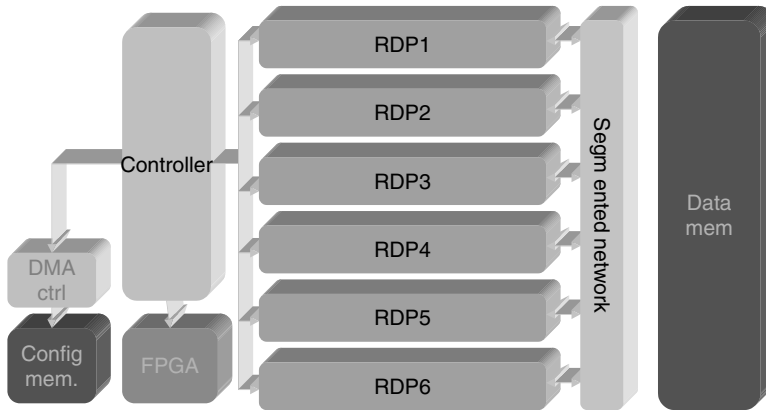 RDP1
RDP2
RDP3
RDP4
RDP5
RDP6
Controller
DMA
ctrl
Config
mem.
FPGA
Segm ented network
Data
mem